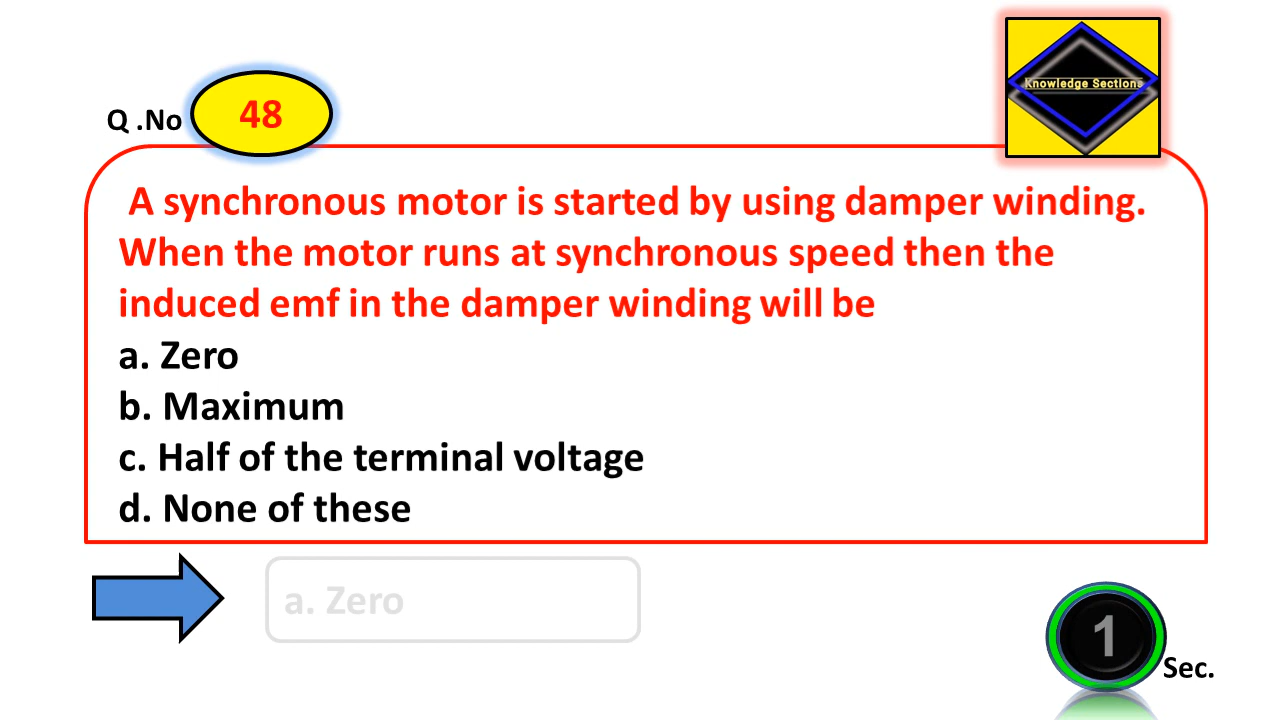 Knowledge Sections
Q .No 48
A synchronous motor is started by using damper winding.
When the motor runs at synchronous speed then the
induced emf in the damper winding will be
a. Zero
b. Maximum
c. Half of the terminal voltage
d. None of these
a. Zero
1
Sec.